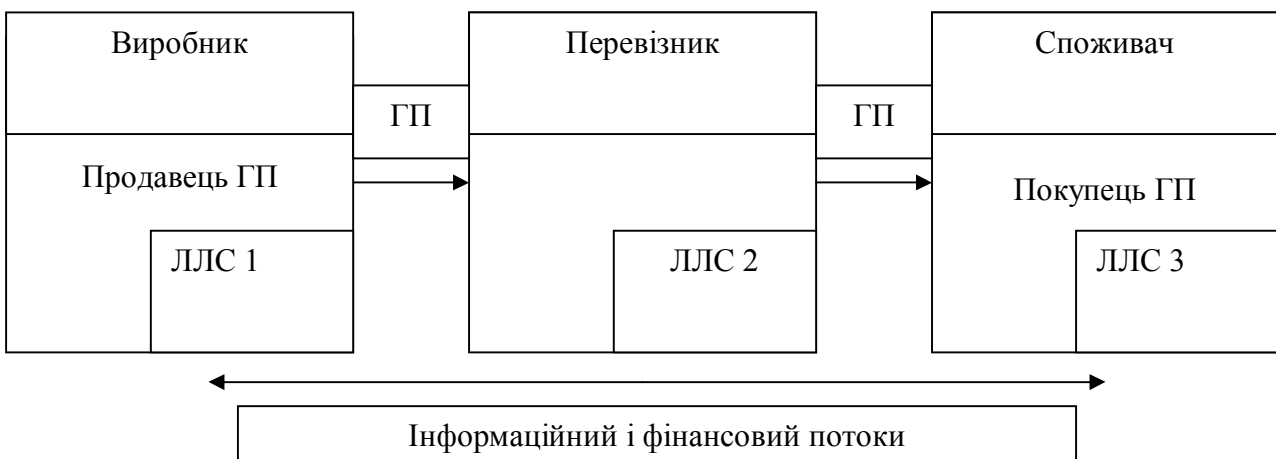 Виробник
Перевізник
Споживач
ГП
ГП
Продавець ГП
Покупець ГП
ЛЛС 1
ЛЛС 2
ЛЛС 3
Інформаційний і фінансовий потоки